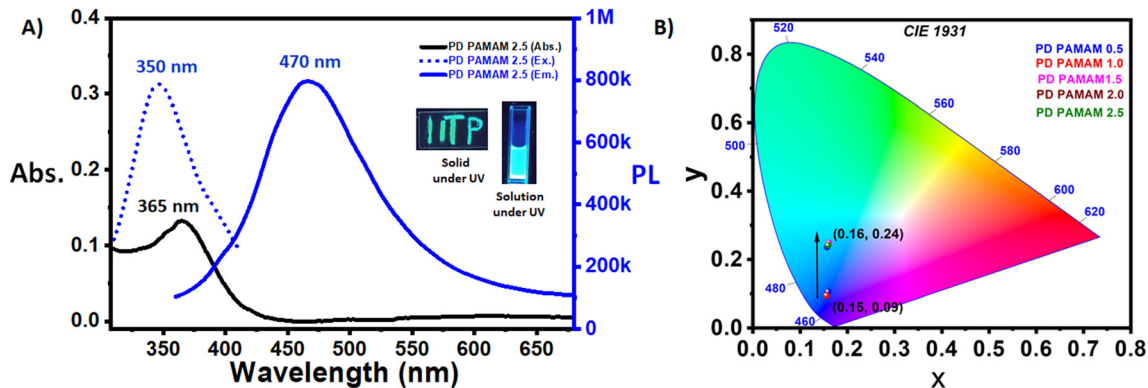 A)
0.4
0.3
0.2
0.1
0.0
Abs.
350 nm
470 nm
365 nm
PD PAMAM 2.5 (Abs.)
PD PAMAM 2.5 (Ex.)
PD PAMAM 2.5 (Em.)
IITP
Solid
under UV
Solution
under UV
1M
800k
600k
400k
200k
0
PL
350 400 450 500 550 600 650
Wavelength (nm)
B)
CIE 1931
PD PAMAM 0.5
PD PAMAM 1.0
PD PAMAM1.5
PD PAMAM 2.0
PD PAMAM 2.5
520
540
560
580
600
620
500
480
460
(0.16, 0.24)
(0.15, 0.09)
0.8
0.6
0.4
0.2
0.0
y
0.0 0.1 0.2 0.3 0.4 0.5 0.6 0.7 0.8
X